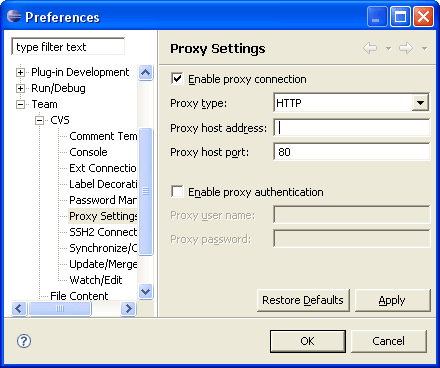 Preferences
type filter text
Plug-in Development
Run/Debug
Team
CVS
Comment Tem
Console
Ext Connectio
Label Decorati
Password Man
Proxy Settings
SSH2 Connect
Synchronize/C
Update/Merge
Watch/Edit
File Content
Proxy Settings
Enable proxy connection
Proxy type: HTTP
Proxy host address:
Proxy host port: 80
Enable proxy authentication
Proxy user name:
Proxy password:
Restore Defaults Apply
? OK Cancel